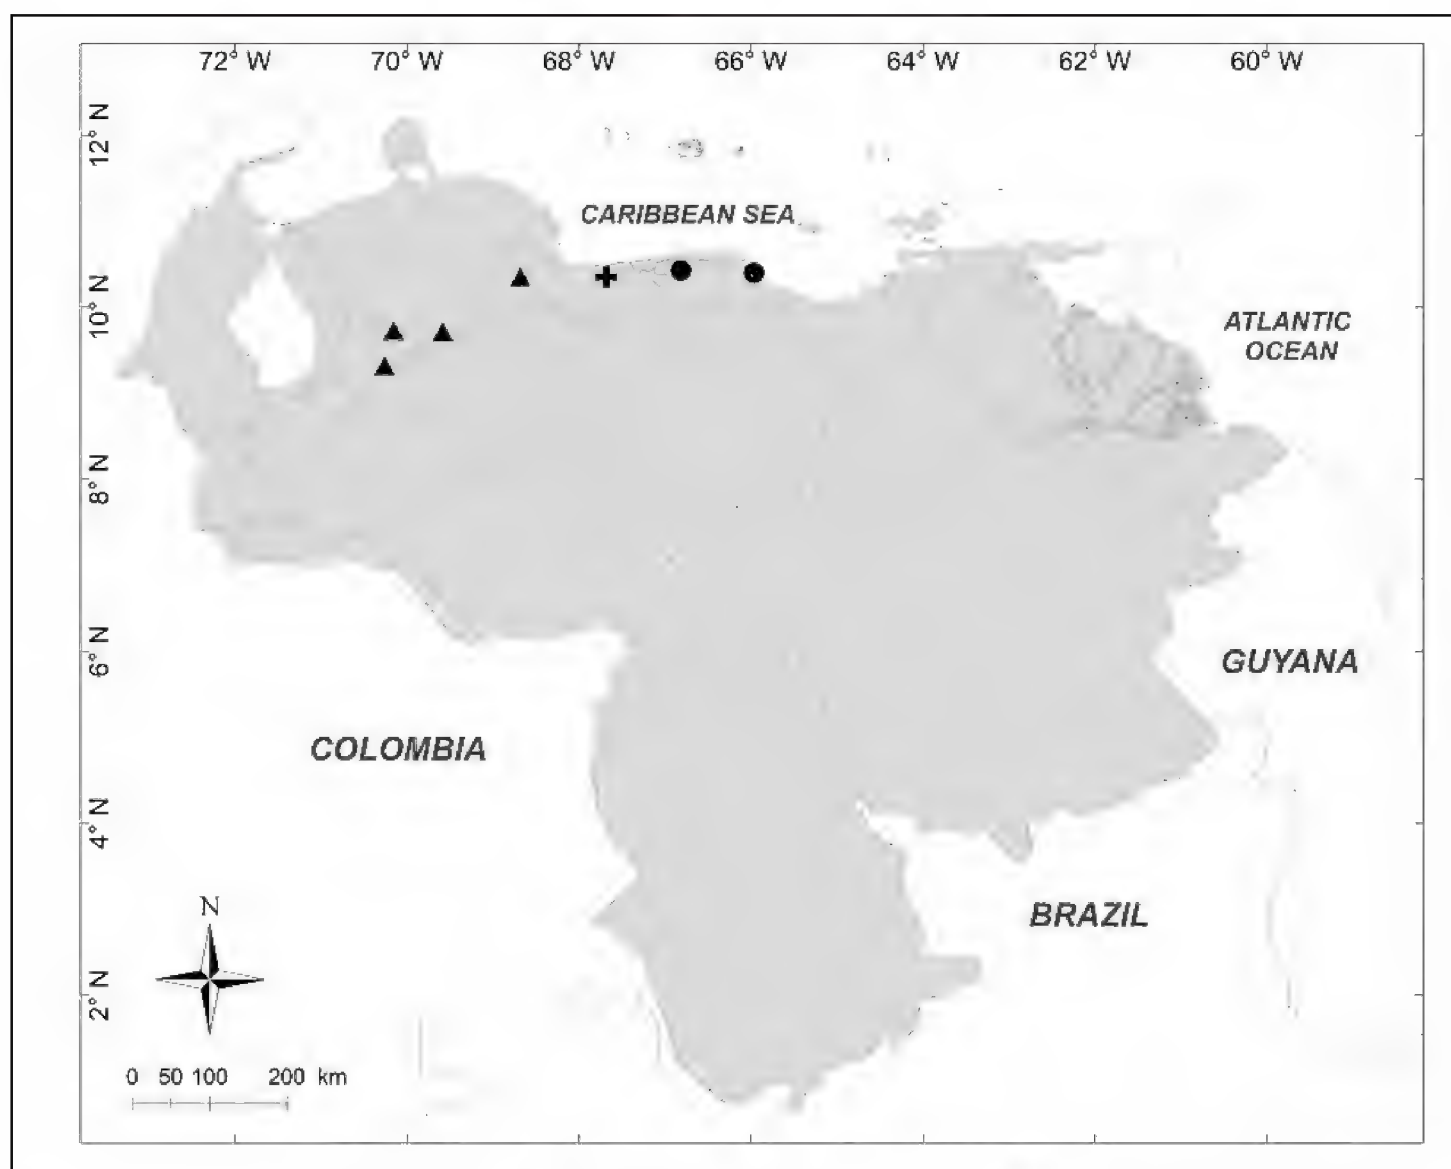 72° W 70° W 68° W 66° W 64° W 62° W 60° W
12° N
10° N
8° N
6° N
4° N
2° N
CARIBBEAN SEA
ATLANTIC
OCEAN
GUYANA
COLOMBIA
BRAZIL
N
0 50 100 200 km